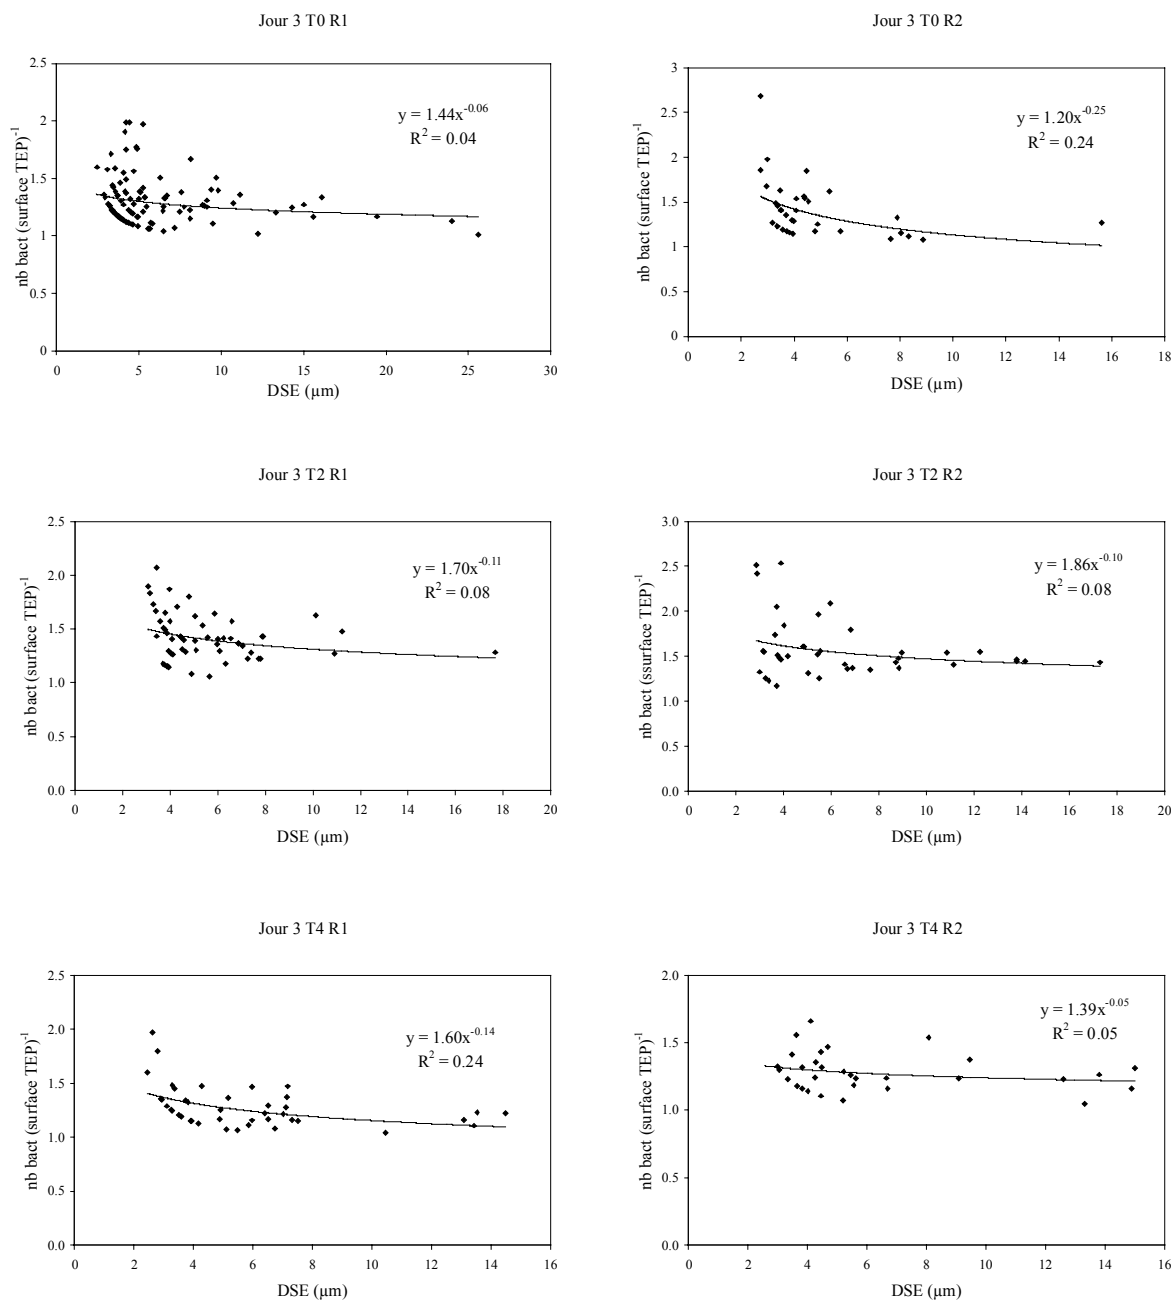 Jour 3 T0 R1
2.5
2
1.5
1
0.5
0
nb bact (surface TEP)-1
y = 1.44x-0.06
R2 = 0.04
0 5 10 15 20 25 30
DSE (µm)
Jour 3 T0 R2
3
2.5
2
1.5
1
0.5
0
nb bact (surface TEP)-1
y = 1.20x-0.25
R2 = 0.24
0 2 4 6 8 10 12 14 16 18
DSE (µm)
Jour 3 T2 R1
2.5
2.0
1.5
1.0
0.5
0.0
nb bact (surface TEP)-1
y = 1.70x-0.11
R2 = 0.08
0 2 4 6 8 10 12 14 16 18 20
DSE (µm)
Jour 3 T2 R2
3.0
2.5
2.0
1.5
1.0
0.5
0.0
nb bact (ssurface TEP)-1
y = 1.86x-0.10
R2 = 0.08
0 2 4 6 8 10 12 14 16 18 20
DSE (µm)
Jour 3 T4 R1
2.5
2.0
1.5
1.0
0.5
0.0
nb bact (surface TEP)-1
y = 1.60x-0.14
R2 = 0.24
0 2 4 6 8 10 12 14 16
DSE (µm)
Jour 3 T4 R2
2.0
1.5
1.0
0.5
0.0
nb bact (surface TEP)-1
y = 1.39x-0.05
R2 = 0.05
0 2 4 6 8 10 12 14 16
DSE (µm)